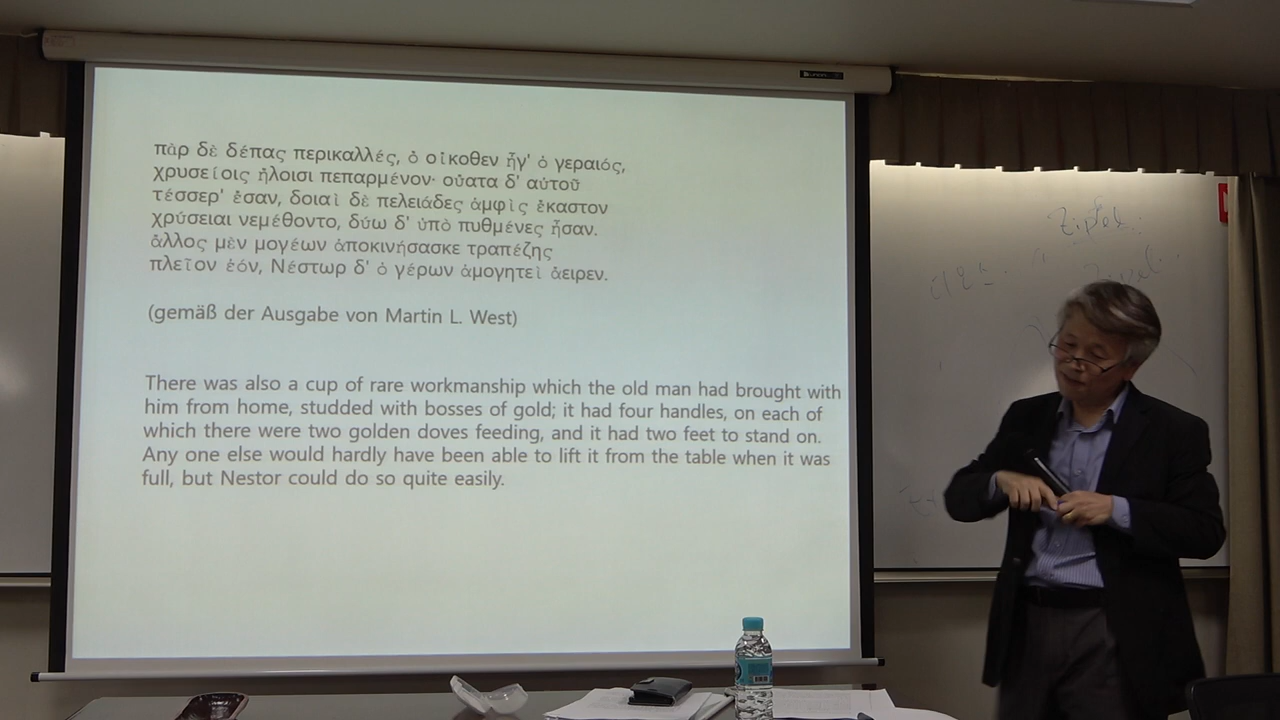 πὰρ δὲ δέπας περικαλλές, ὃ οἴκοθεν ἦγ' ὁ γεραιός,
χρυσείοις ἥλοισι πεπαρμένον· οὔατα δ' αὐτοῦ
τέσσερ' ἔσαν, δοιαὶ δὲ πελειάδες ἀμφὶς ἕκαστον
χρύσειαι νεμέθοντο, δύω δ' ὑπὸ πυθμένες ἦσαν.
ἄλλος μὲν μογέων ἀποκινήσασκε τραπέζης
πλεῖον ἐόν, Νέστωρ δ' ὁ γέρων ἀμογητεὶ ἄειρεν.
(gemäß der Ausgabe von Martin L. West)
There was also a cup of rare workmanship which the old man had brought with
him from home, studded with bosses of gold; it had four handles, on each of
which there were two golden doves feeding, and it had two feet to stand on.
Any one else would hardly have been able to lift it from the table when it was
full, but Nestor could do so quite easily.
Zipfel